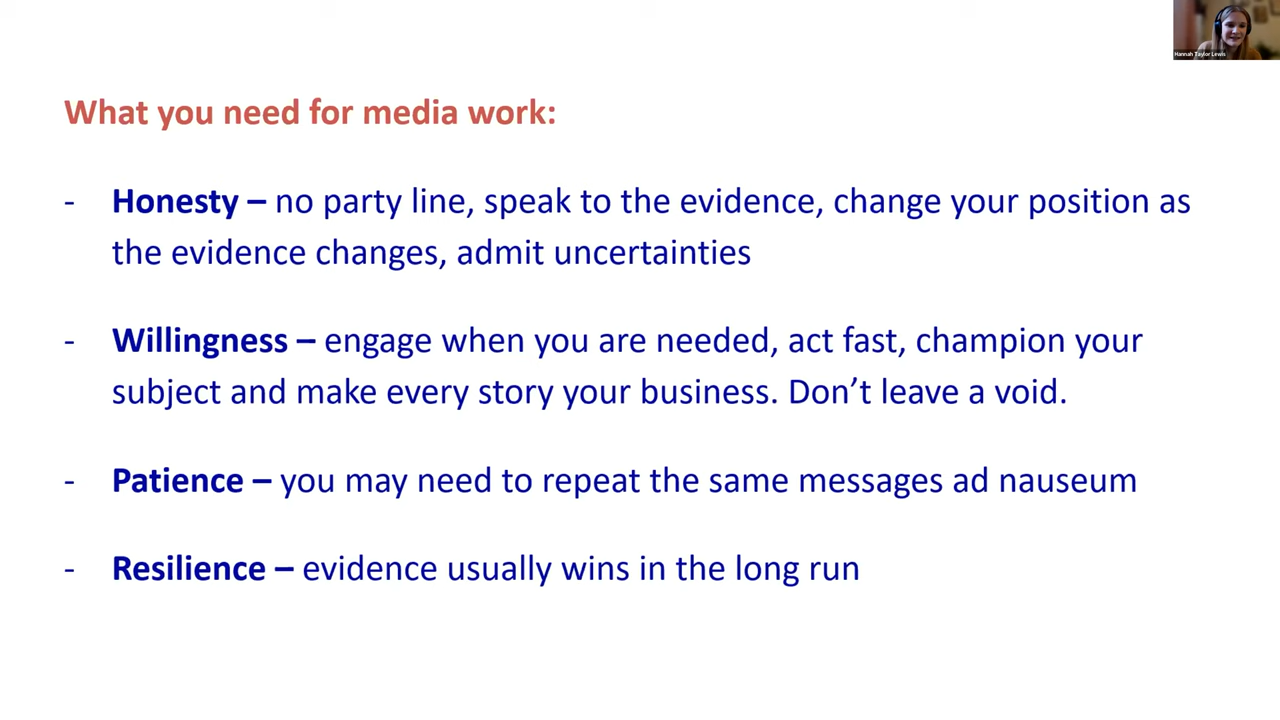 Hannah Taylor Lewis
What you need for media work:
- Honesty – no party line, speak to the evidence, change your position as
the evidence changes, admit uncertainties
- Willingness – engage when you are needed, act fast, champion your
subject and make every story your business. Don’t leave a void.
- Patience – you may need to repeat the same messages ad nauseum
- Resilience – evidence usually wins in the long run